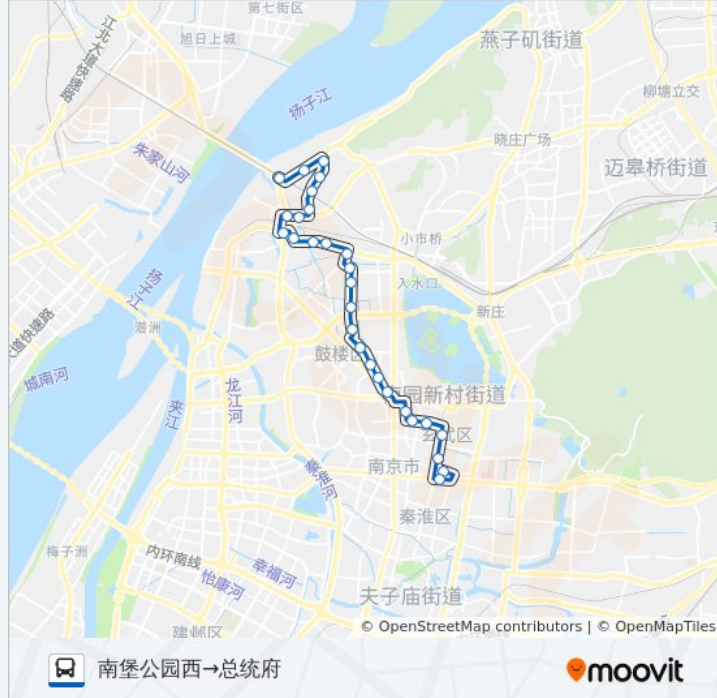 第七街区
旭日上城
江北大道快速路
燕子矶街道
扬子江
柳塘立交
晓庄广场
迈皋桥街道
朱家山河
小市桥
扬子江
入水口
新庄
潜洲
鼓楼区
城南河
夹江
龙江河
园新村街道
玄武区
南京市
秦淮河
秦淮区
梅子洲
内环南线
幸福河
怡康河
夫子庙街道
建邺区
© OpenStreetMap contributors | © OpenMapTiles
南堡公园西→总统府
moovit